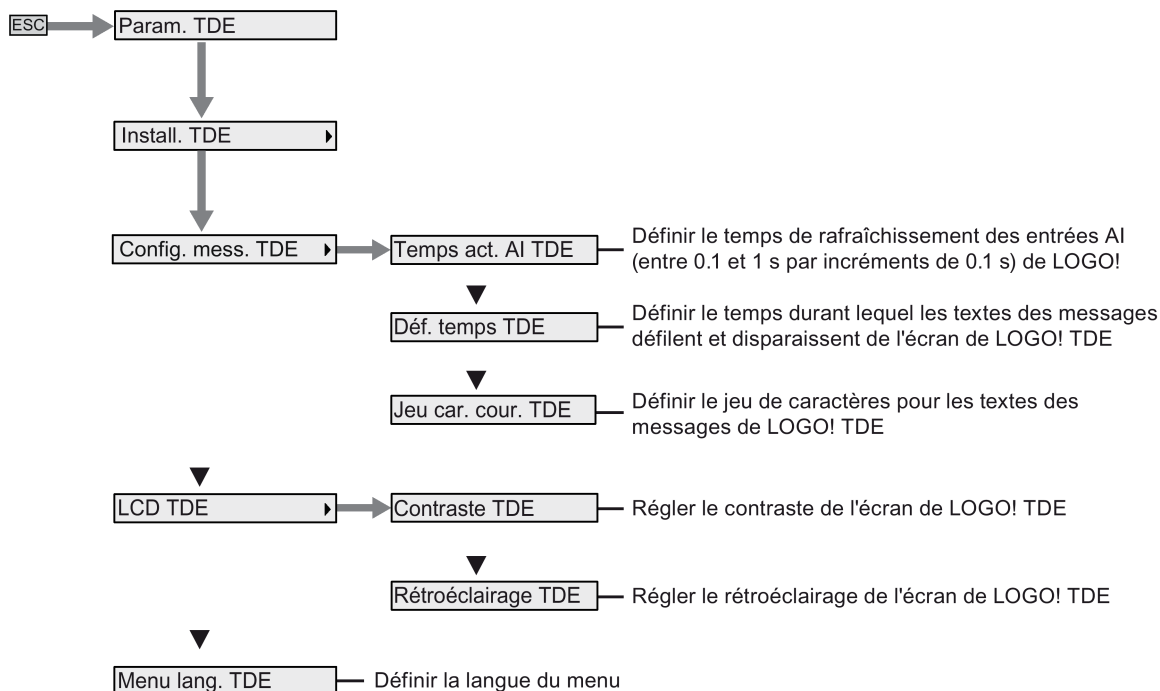 ESC
Param. TDE
Install. TDE
Config. mess. TDE
Temps act. AI TDE
Définir le temps de rafraîchissement des entrées AI
(entre 0.1 et 1 s par incréments de 0.1 s) de LOGO!
Déf. temps TDE
Définir le temps durant lequel les textes des messages
défilent et disparaissent de l'écran de LOGO! TDE
Jeu car. cour. TDE
Définir le jeu de caractères pour les textes des
messages de LOGO! TDE
LCD TDE
Contraste TDE
Régler le contraste de l'écran de LOGO! TDE
Rétroéclairage TDE
Régler le rétroéclairage de l'écran de LOGO! TDE
Menu lang. TDE
Définir la langue du menu